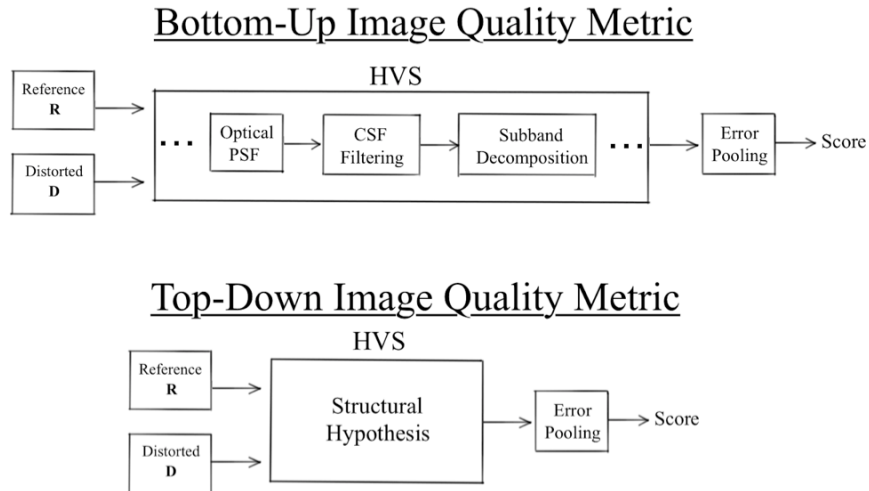 Bottom-Up Image Quality Metric
HVS
Reference
R
Distorted
D
...
Optical
PSF
CSF
Filtering
Subband
Decomposition
...
Error
Pooling
Score
Top-Down Image Quality Metric
HVS
Reference
R
Distorted
D
Structural
Hypothesis
Error
Pooling
Score